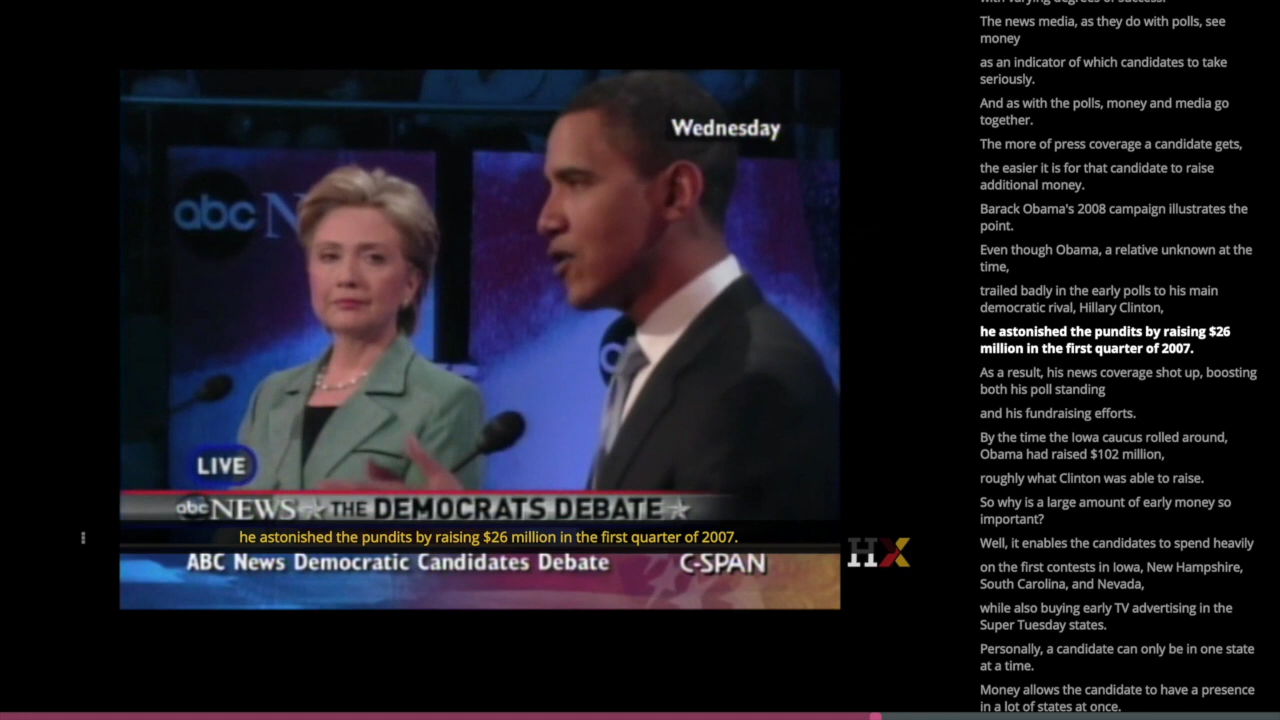 Wednesday
abc N
LIVE
abc NEWS THE DEMOCRATS DEBATE
he astonished the pundits by raising $26 million in the first quarter of 2007.
ABC News Democratic Candidates Debate
C-SPAN
HX
with varying degrees of success.
The news media, as they do with polls, see
money
as an indicator of which candidates to take
seriously.
And as with the polls, money and media go
together.
The more of press coverage a candidate gets,
the easier it is for that candidate to raise
additional money.
Barack Obama's 2008 campaign illustrates the
point.
Even though Obama, a relative unknown at the
time,
trailed badly in the early polls to his main
democratic rival, Hillary Clinton,
he astonished the pundits by raising $26
million in the first quarter of 2007.
As a result, his news coverage shot up, boosting
both his poll standing
and his fundraising efforts.
By the time the Iowa caucus rolled around,
Obama had raised $102 million,
roughly what Clinton was able to raise.
So why is a large amount of early money so
important?
Well, it enables the candidates to spend heavily
on the first contests in Iowa, New Hampshire,
South Carolina, and Nevada,
while also buying early TV advertising in the
Super Tuesday states.
Personally, a candidate can only be in one state
at a time.
Money allows the candidate to have a presence
in a lot of states at once.